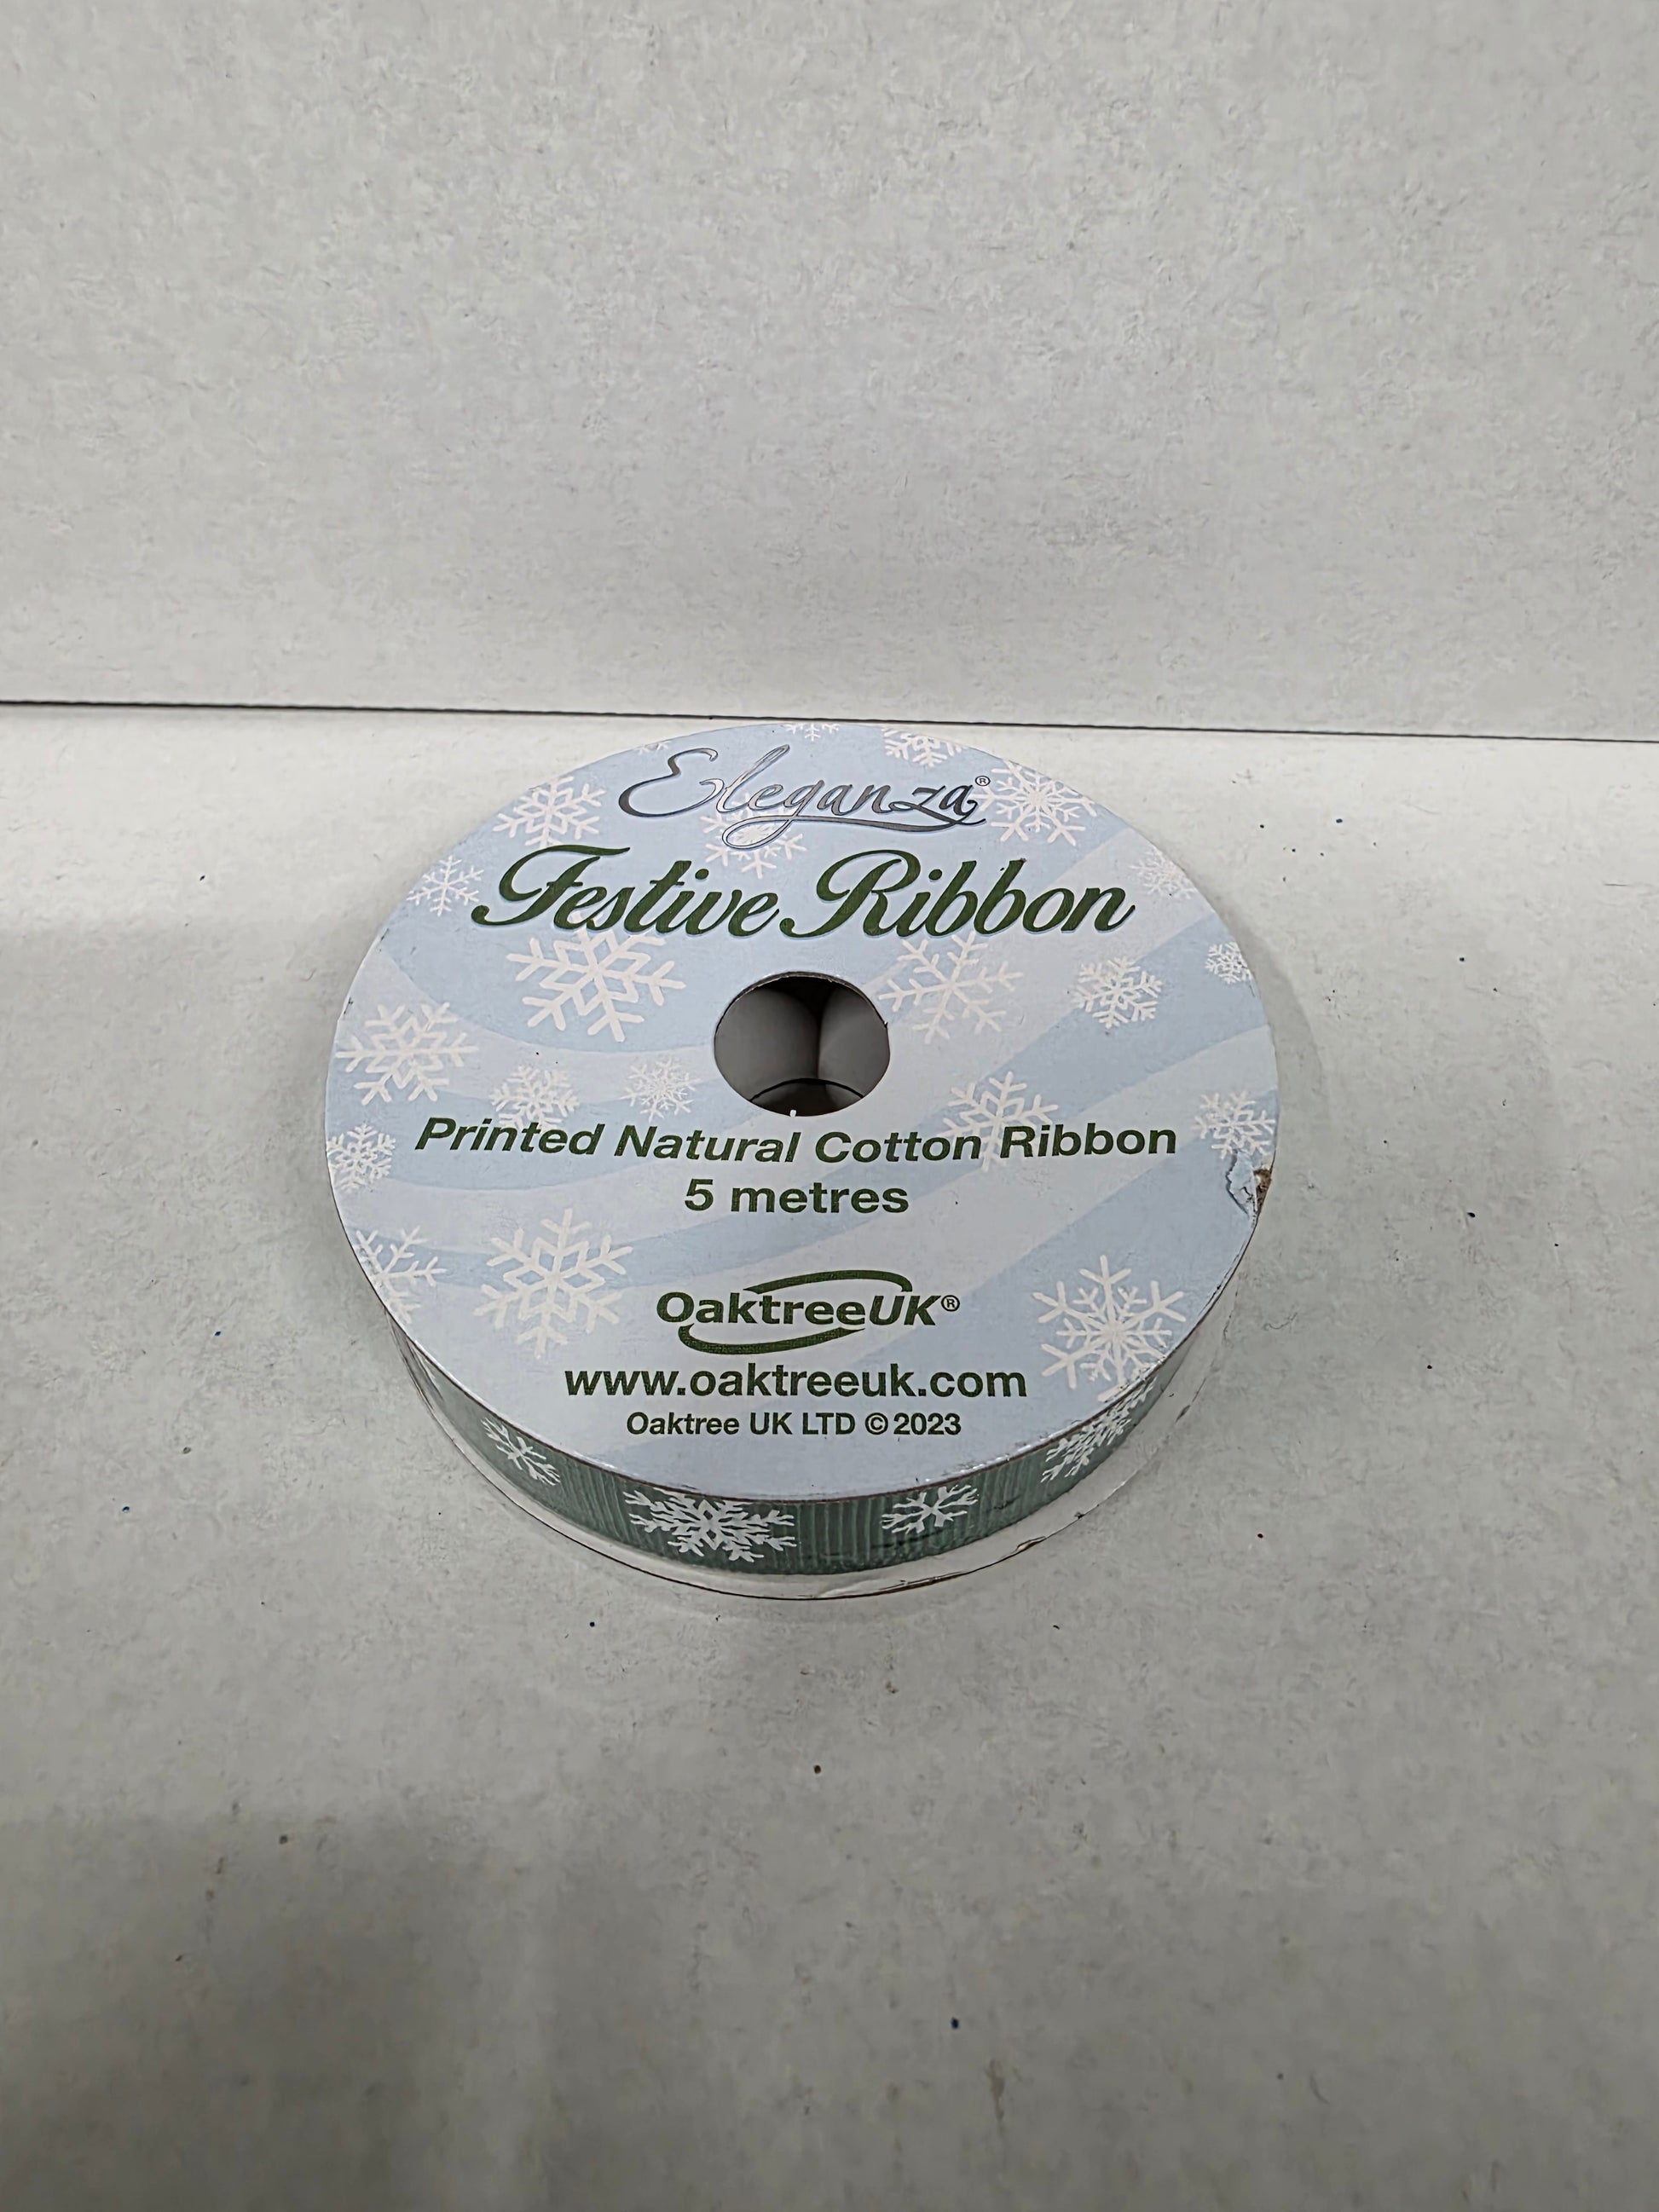 Eleganza®
Festive Ribbon
Printed Natural Cotton Ribbon
5 metres
OaktreeUK®
www.oaktreeuk.com
Oaktree UK LTD © 2023